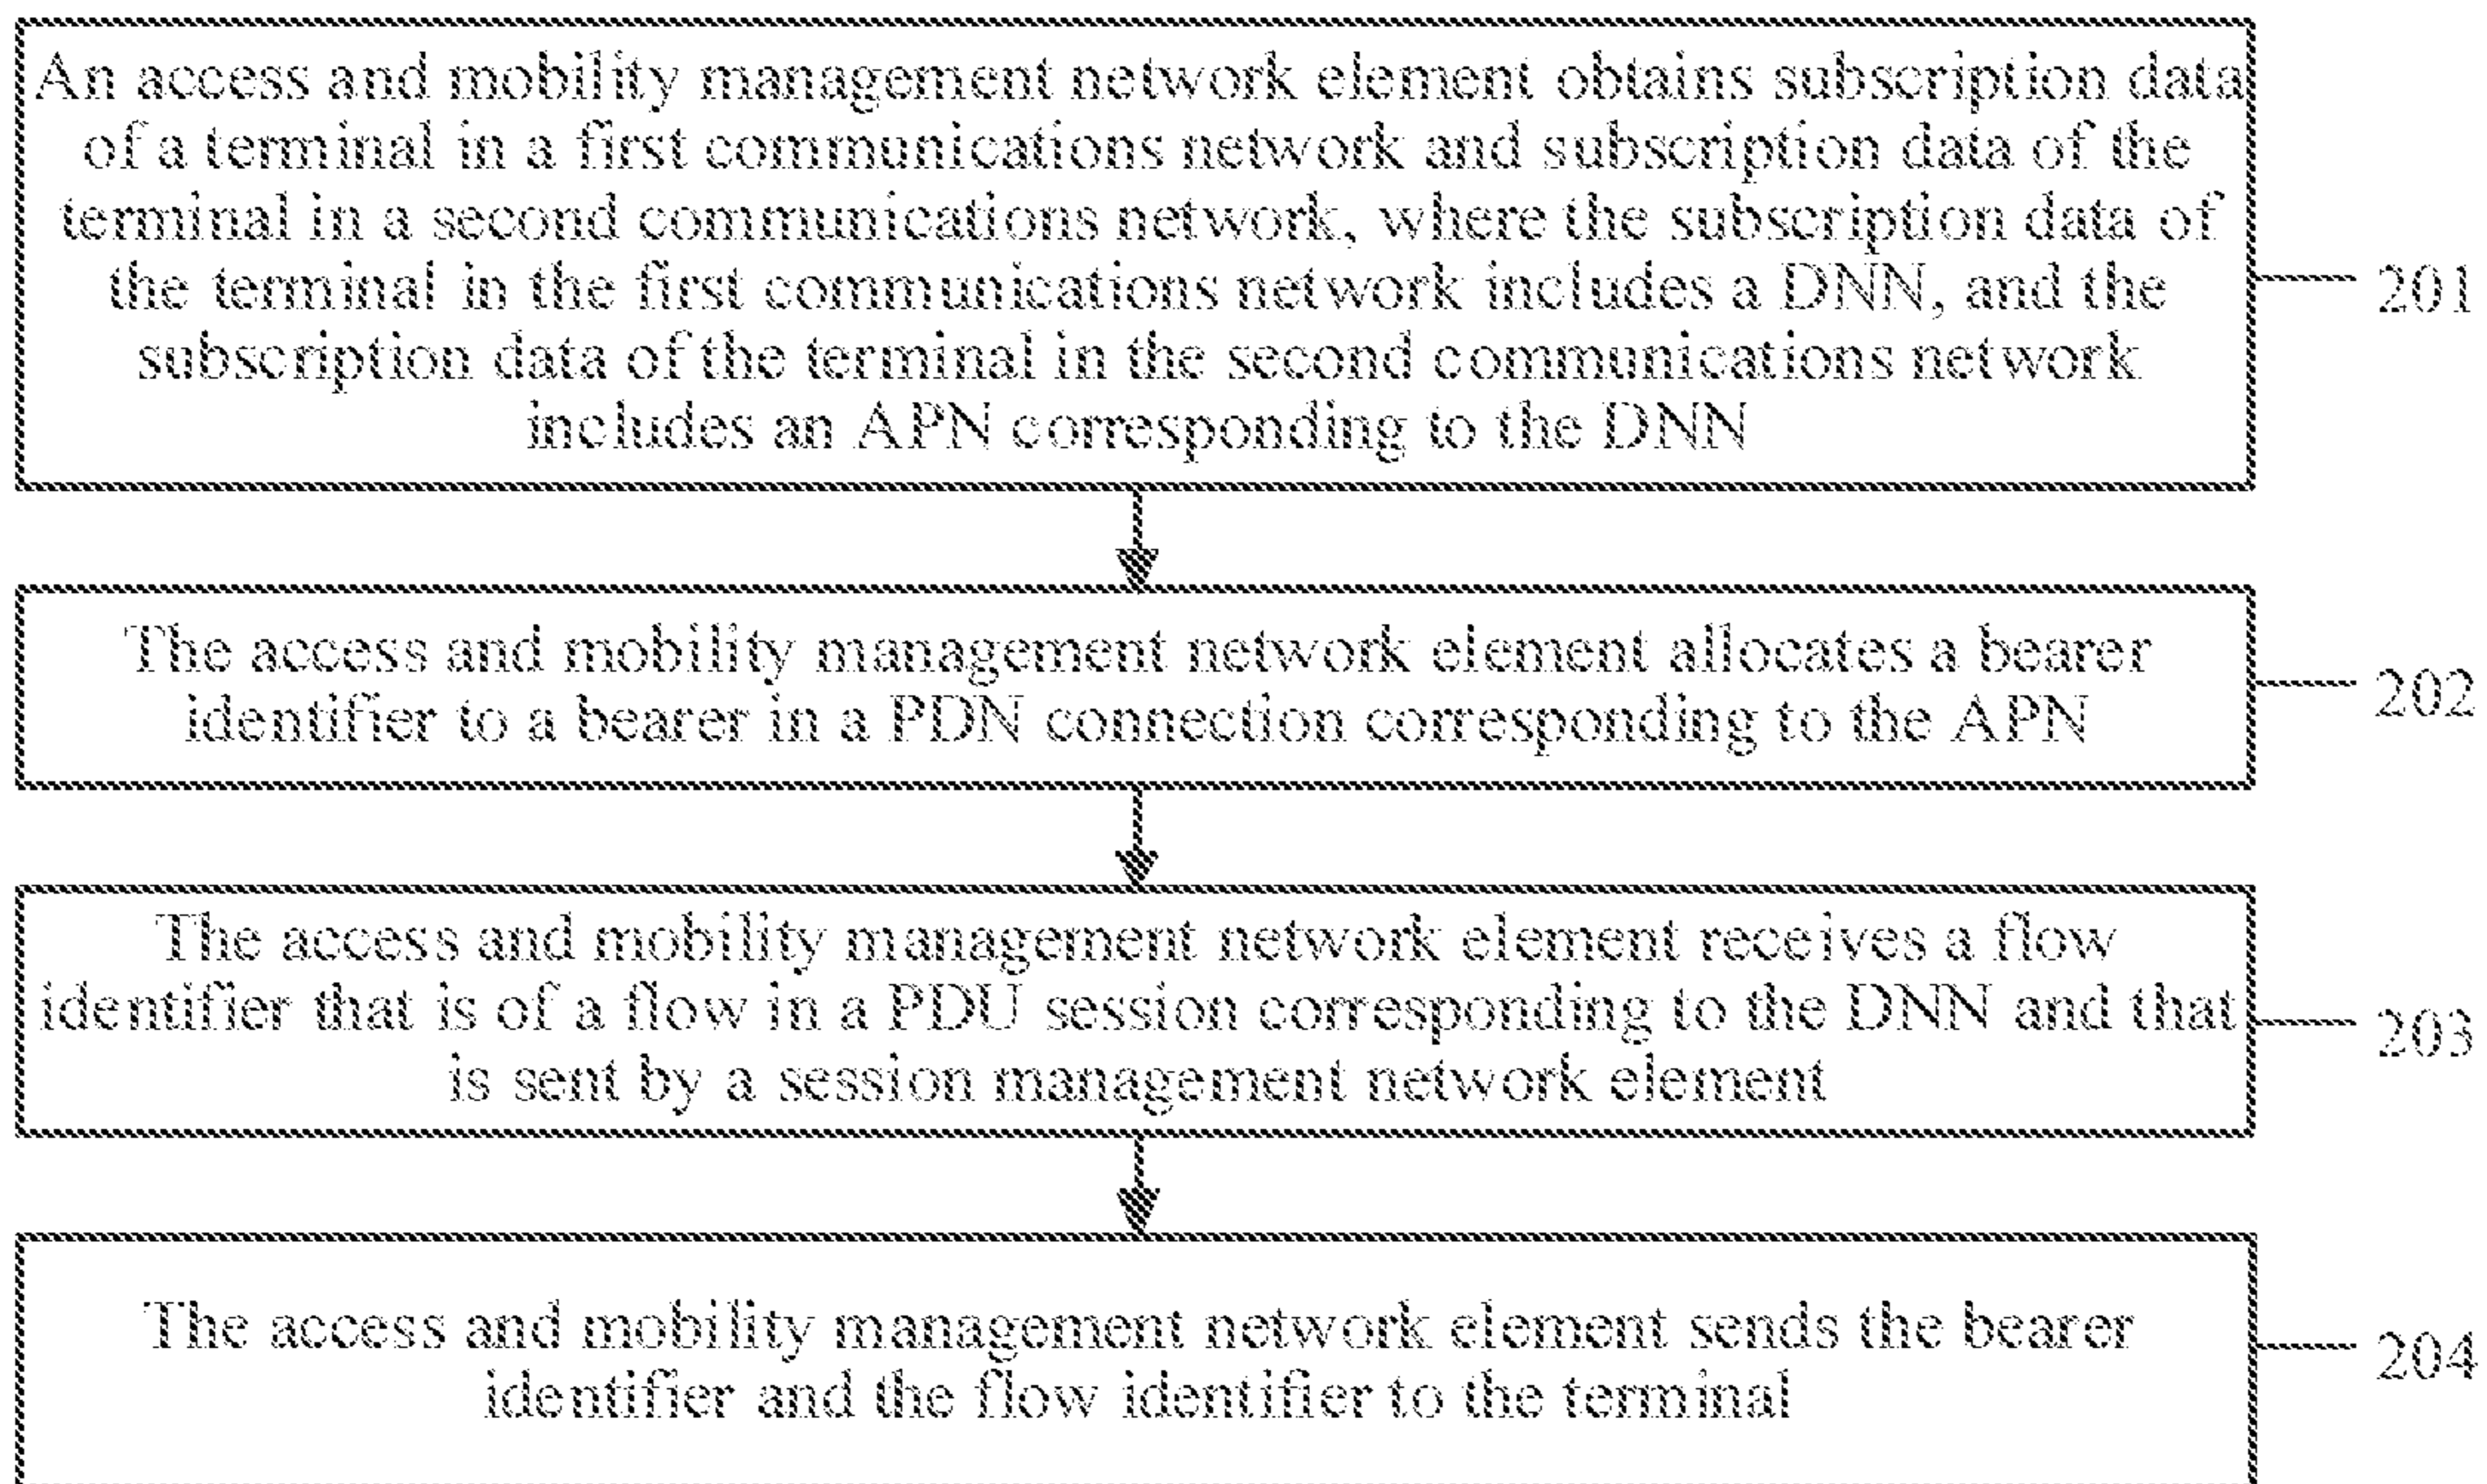 An access and mobility management network element obtains subscription data
of a terminal in a first communications network and subscription data of the
terminal in a second communications network, where the subscription data of
the terminal in the first communications network includes a DNN, and the
subscription data of the terminal in the second communications network
includes an APN corresponding to the DNN
201
The access and mobility management network element allocates a bearer
identifier to a bearer in a PDN connection corresponding to the APN
202
The access and mobility management network element receives a flow
identifier that is of a flow in a PDU session corresponding to the DNN and that
is sent by a session management network element
203
The access and mobility management network element sends the bearer
identifier and the flow identifier to the terminal
204